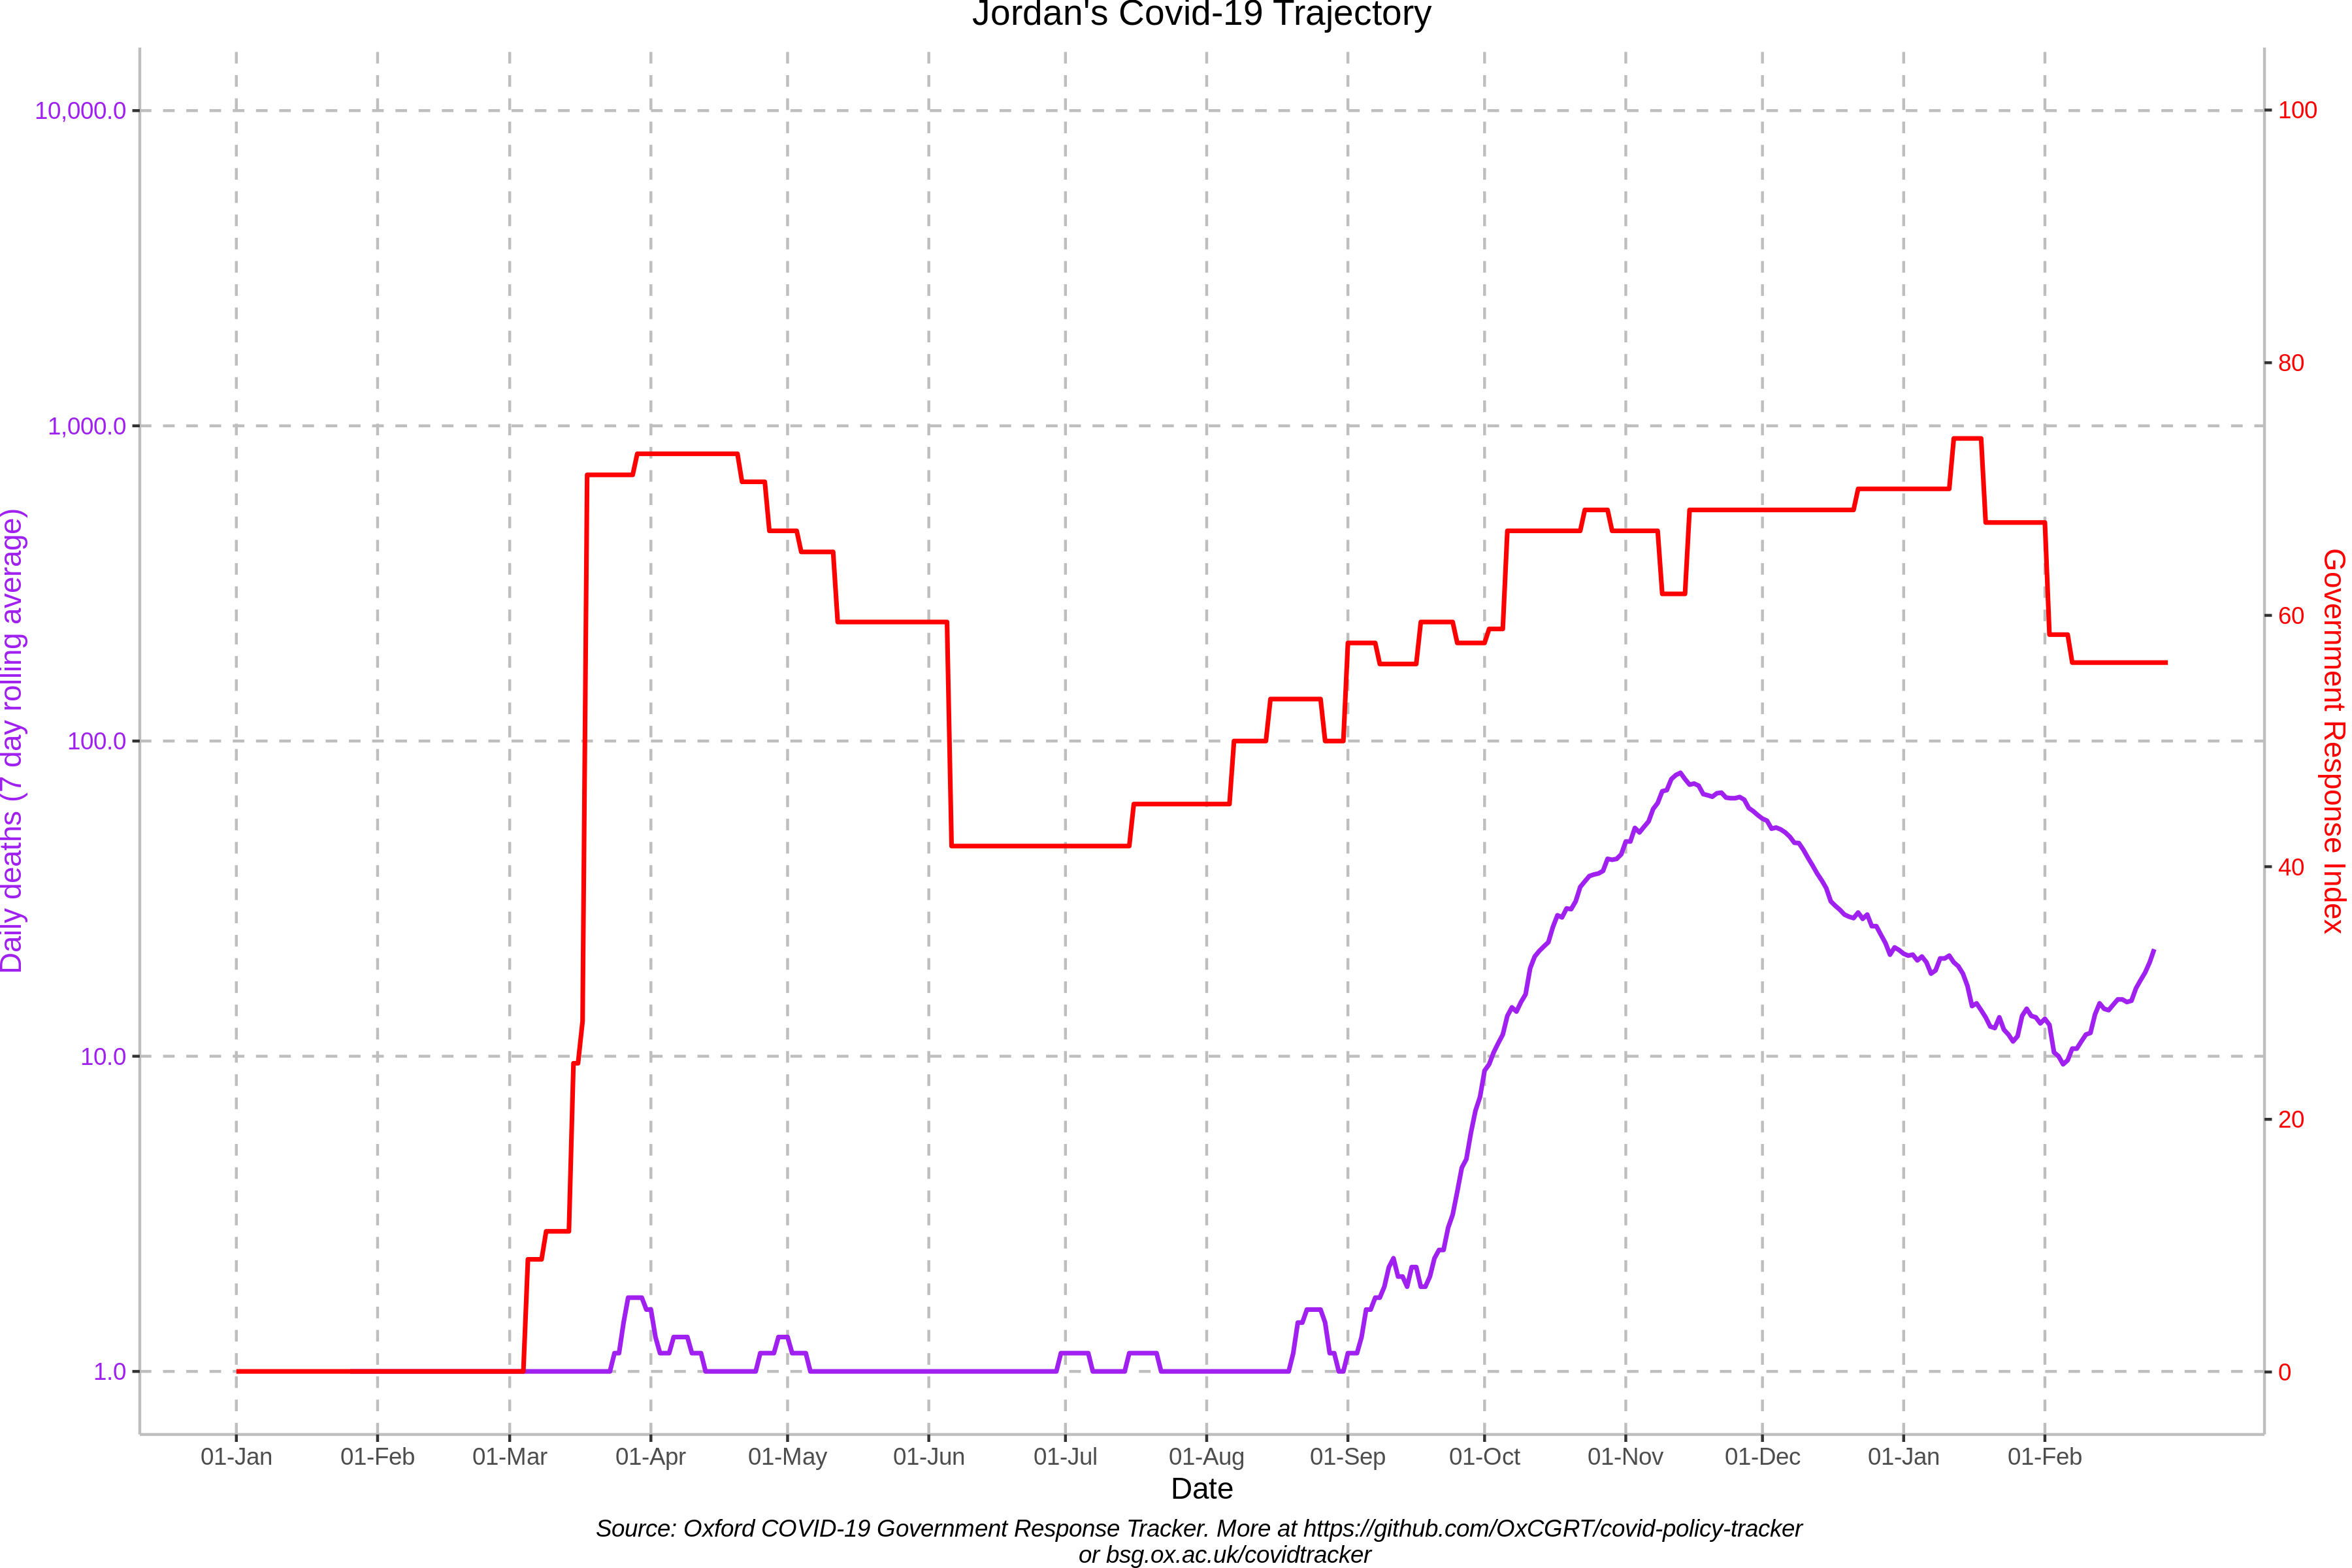 Jordan's Covid-19 Trajectory
10,000.0
1,000.0
100.0
10.0
1.0
Daily deaths (7 day rolling average)
100
80
60
40
20
0
Government Response Index
01-Jan 01-Feb 01-Mar 01-Apr 01-May 01-Jun 01-Jul 01-Aug 01-Sep 01-Oct 01-Nov 01-Dec 01-Jan 01-Feb
Date
Source: Oxford COVID-19 Government Response Tracker. More at https://github.com/OxCGRT/covid-policy-tracker
or bsg.ox.ac.uk/covidtracker